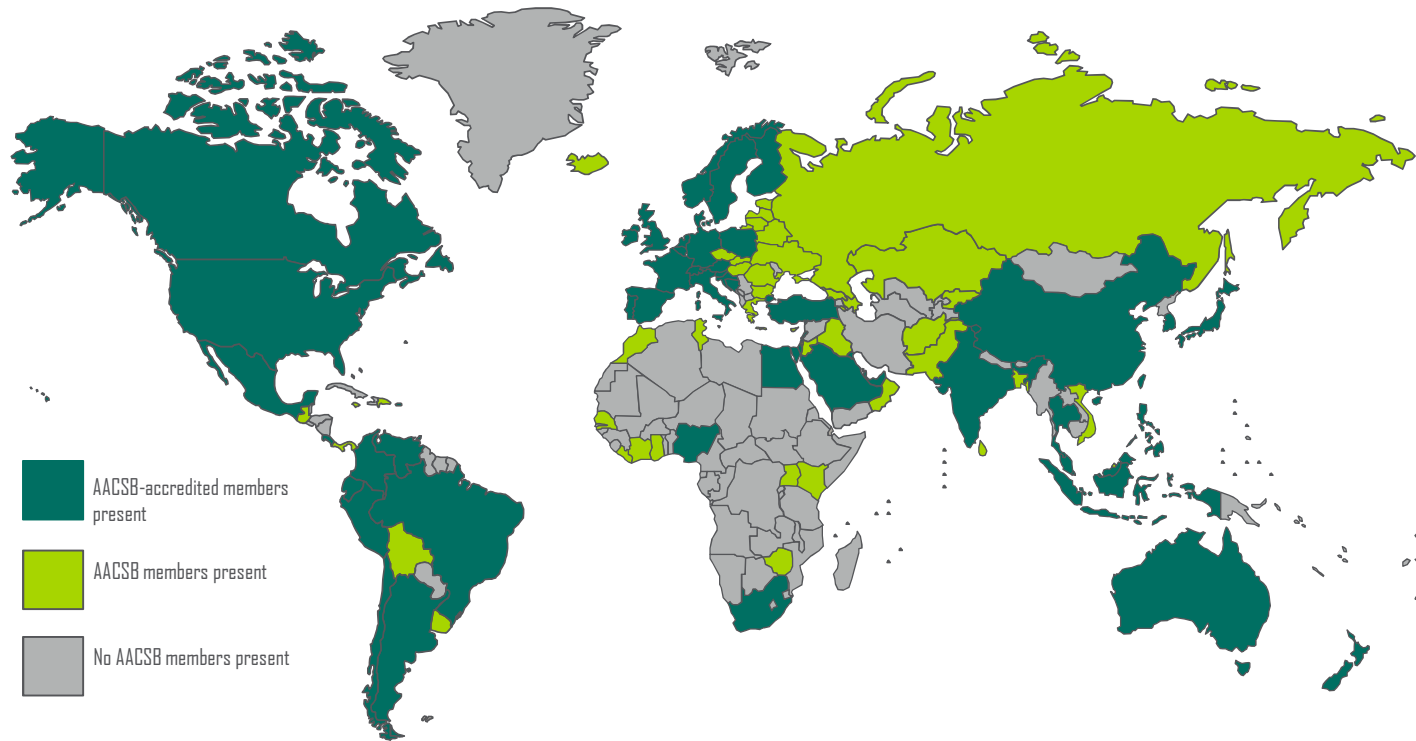 AACSB-accredited members
present
AACSB members present
No AACSB members present